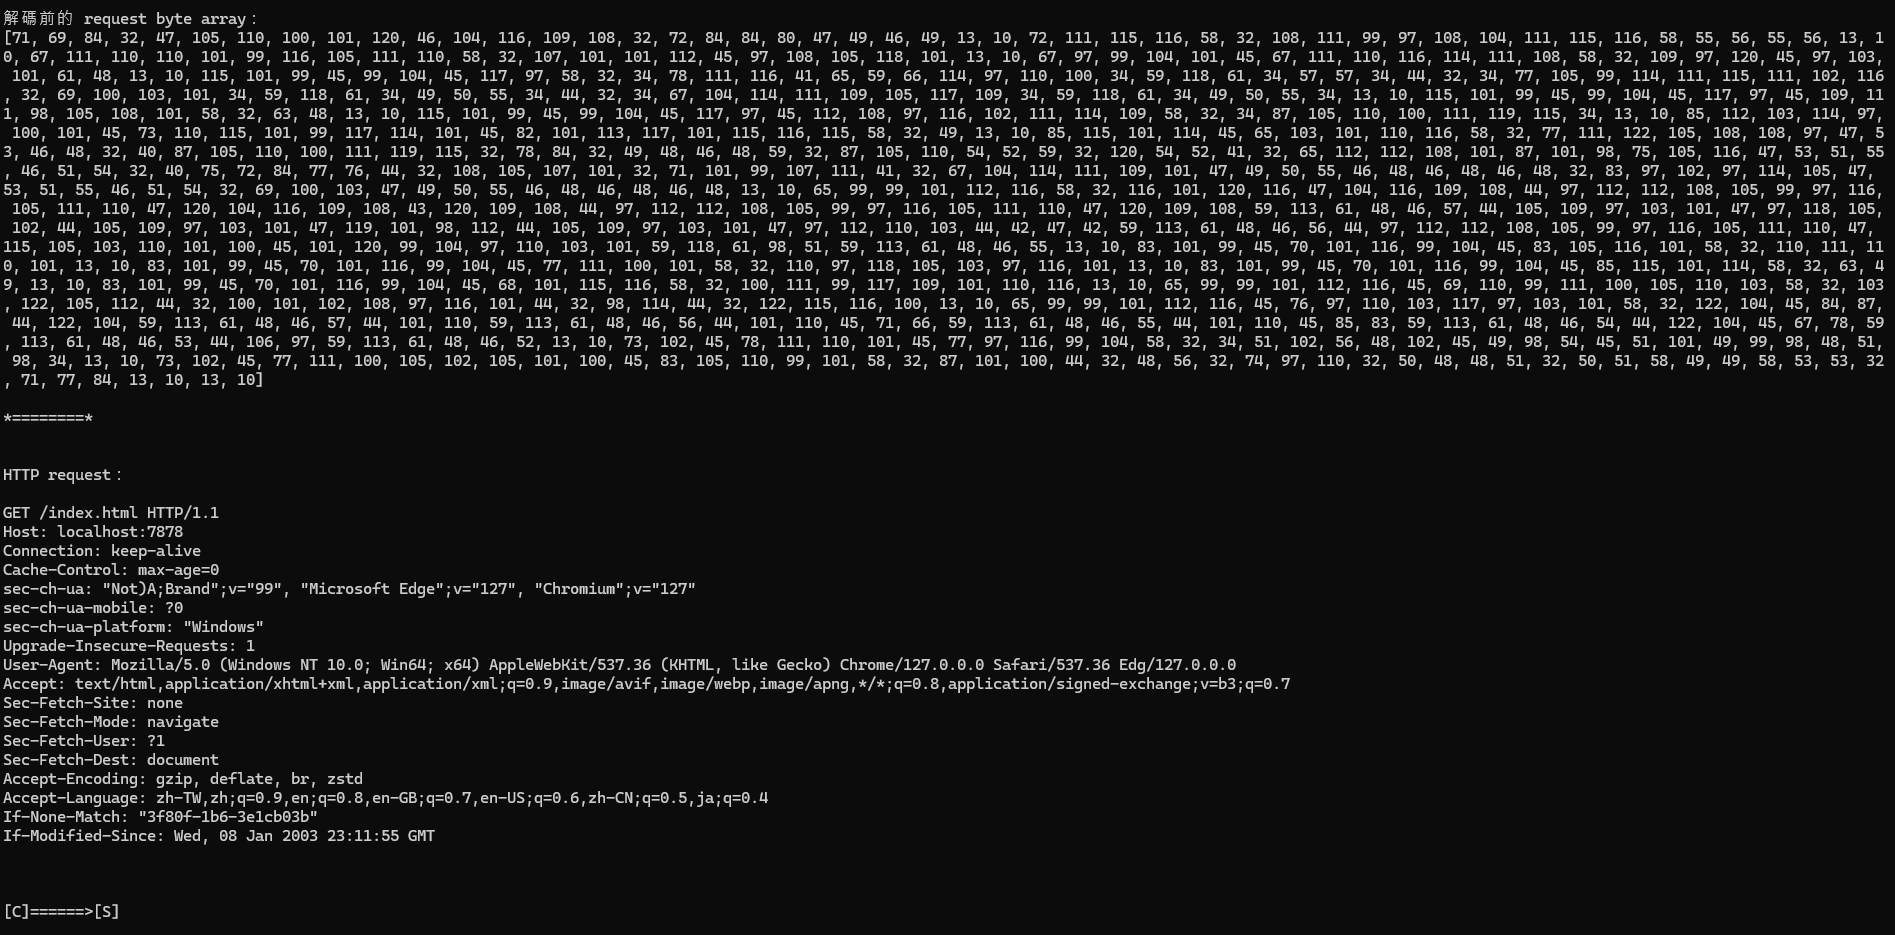 解碼前的 request byte array：
[71, 69, 84, 32, 47, 105, 110, 100, 101, 120, 46, 104, 116, 109, 108, 32, 72, 84, 84, 80, 47, 49, 46, 49, 13, 10, 72, 111, 115, 116, 58, 32, 108, 111, 99, 97, 108, 104, 111, 115, 116, 58, 55, 56, 55, 56, 13, 1
0, 67, 111, 110, 110, 101, 99, 116, 105, 111, 110, 58, 32, 107, 101, 101, 112, 45, 97, 108, 105, 118, 101, 13, 10, 67, 97, 99, 104, 101, 45, 67, 111, 110, 116, 114, 111, 108, 58, 32, 109, 97, 120, 45, 97, 103,
 101, 61, 48, 13, 10, 115, 101, 99, 45, 99, 104, 45, 117, 97, 58, 32, 34, 78, 111, 116, 41, 65, 59, 66, 114, 97, 110, 100, 34, 59, 118, 61, 34, 57, 57, 34, 44, 32, 34, 77, 105, 99, 114, 111, 115, 111, 102, 116
, 32, 69, 100, 103, 101, 34, 59, 118, 61, 34, 49, 50, 55, 34, 44, 32, 34, 67, 104, 114, 111, 109, 105, 117, 109, 34, 59, 118, 61, 34, 49, 50, 55, 34, 13, 10, 115, 101, 99, 45, 99, 104, 45, 117, 97, 45, 109, 11
1, 98, 105, 108, 101, 58, 32, 63, 48, 13, 10, 115, 101, 99, 45, 99, 104, 45, 117, 97, 45, 112, 108, 97, 116, 102, 111, 114, 109, 58, 32, 34, 87, 105, 110, 100, 111, 119, 115, 34, 13, 10, 85, 112, 103, 114, 97,
 100, 101, 45, 73, 110, 115, 101, 99, 117, 114, 101, 45, 82, 101, 113, 117, 101, 115, 116, 115, 58, 32, 49, 13, 10, 85, 115, 101, 114, 45, 65, 103, 101, 110, 116, 58, 32, 77, 111, 122, 105, 108, 108, 97, 47, 5
3, 46, 48, 32, 40, 87, 105, 110, 100, 111, 119, 115, 32, 78, 84, 32, 49, 48, 46, 48, 59, 32, 87, 105, 110, 54, 52, 59, 32, 120, 54, 52, 41, 32, 65, 112, 112, 108, 101, 87, 101, 98, 75, 105, 116, 47, 53, 51, 55
, 46, 51, 54, 32, 40, 75, 72, 84, 77, 76, 44, 32, 108, 105, 107, 101, 32, 71, 101, 99, 107, 111, 41, 32, 67, 104, 114, 111, 109, 101, 47, 49, 50, 55, 46, 48, 46, 48, 46, 48, 32, 83, 97, 102, 97, 114, 105, 47,
53, 51, 55, 46, 51, 54, 32, 69, 100, 103, 47, 49, 50, 55, 46, 48, 46, 48, 46, 48, 13, 10, 65, 99, 99, 101, 112, 116, 58, 32, 116, 101, 120, 116, 47, 104, 116, 109, 108, 44, 97, 112, 112, 108, 105, 99, 97, 116,
 105, 111, 110, 47, 120, 104, 116, 109, 108, 43, 120, 109, 108, 44, 97, 112, 112, 108, 105, 99, 97, 116, 105, 111, 110, 47, 120, 109, 108, 59, 113, 61, 48, 46, 57, 44, 105, 109, 97, 103, 101, 47, 97, 118, 105,
 102, 44, 105, 109, 97, 103, 101, 47, 119, 101, 98, 112, 44, 105, 109, 97, 103, 101, 47, 97, 112, 110, 103, 44, 42, 47, 42, 59, 113, 61, 48, 46, 56, 44, 97, 112, 112, 108, 105, 99, 97, 116, 105, 111, 110, 47,
115, 105, 103, 110, 101, 100, 45, 101, 120, 99, 104, 97, 110, 103, 101, 59, 118, 61, 98, 51, 59, 113, 61, 48, 46, 55, 13, 10, 83, 101, 99, 45, 70, 101, 116, 99, 104, 45, 83, 105, 116, 101, 58, 32, 110, 111, 11
0, 101, 13, 10, 83, 101, 99, 45, 70, 101, 116, 99, 104, 45, 77, 111, 100, 101, 58, 32, 110, 97, 118, 105, 103, 97, 116, 101, 13, 10, 83, 101, 99, 45, 70, 101, 116, 99, 104, 45, 85, 115, 101, 114, 58, 32, 63, 4
9, 13, 10, 83, 101, 99, 45, 70, 101, 116, 99, 104, 45, 68, 101, 115, 116, 58, 32, 100, 111, 99, 117, 109, 101, 110, 116, 13, 10, 65, 99, 99, 101, 112, 116, 45, 69, 110, 99, 111, 100, 105, 110, 103, 58, 32, 103
, 122, 105, 112, 44, 32, 100, 101, 102, 108, 97, 116, 101, 44, 32, 98, 114, 44, 32, 122, 115, 116, 100, 13, 10, 65, 99, 99, 101, 112, 116, 45, 76, 97, 110, 103, 117, 97, 103, 101, 58, 32, 122, 104, 45, 84, 87,
 44, 122, 104, 59, 113, 61, 48, 46, 57, 44, 101, 110, 59, 113, 61, 48, 46, 56, 44, 101, 110, 45, 71, 66, 59, 113, 61, 48, 46, 55, 44, 101, 110, 45, 85, 83, 59, 113, 61, 48, 46, 54, 44, 122, 104, 45, 67, 78, 59
, 113, 61, 48, 46, 53, 44, 106, 97, 59, 113, 61, 48, 46, 52, 13, 10, 73, 102, 45, 78, 111, 110, 101, 45, 77, 97, 116, 99, 104, 58, 32, 34, 51, 102, 56, 48, 102, 45, 49, 98, 54, 45, 51, 101, 49, 99, 98, 48, 51,
 98, 34, 13, 10, 73, 102, 45, 77, 111, 100, 105, 102, 105, 101, 100, 45, 83, 105, 110, 99, 101, 58, 32, 87, 101, 100, 44, 32, 48, 56, 32, 74, 97, 110, 32, 50, 48, 48, 51, 32, 50, 51, 58, 49, 49, 58, 53, 53, 32
, 71, 77, 84, 13, 10, 13, 10]
*========*
HTTP request：
GET /index.html HTTP/1.1
Host: localhost:7878
Connection: keep-alive
Cache-Control: max-age=0
sec-ch-ua: "Not)A;Brand";v="99", "Microsoft Edge";v="127", "Chromium";v="127"
sec-ch-ua-mobile: ?0
sec-ch-ua-platform: "Windows"
Upgrade-Insecure-Requests: 1
User-Agent: Mozilla/5.0 (Windows NT 10.0; Win64; x64) AppleWebKit/537.36 (KHTML, like Gecko) Chrome/127.0.0.0 Safari/537.36 Edg/127.0.0.0
Accept: text/html,application/xhtml+xml,application/xml;q=0.9,image/avif,image/webp,image/apng,*/*;q=0.8,application/signed-exchange;v=b3;q=0.7
Sec-Fetch-Site: none
Sec-Fetch-Mode: navigate
Sec-Fetch-User: ?1
Sec-Fetch-Dest: document
Accept-Encoding: gzip, deflate, br, zstd
Accept-Language: zh-TW,zh;q=0.9,en;q=0.8,en-GB;q=0.7,en-US;q=0.6,zh-CN;q=0.5,ja;q=0.4
If-None-Match: "3f80f-1b6-3e1cb03b"
If-Modified-Since: Wed, 08 Jan 2003 23:11:55 GMT
[C]======>[S]